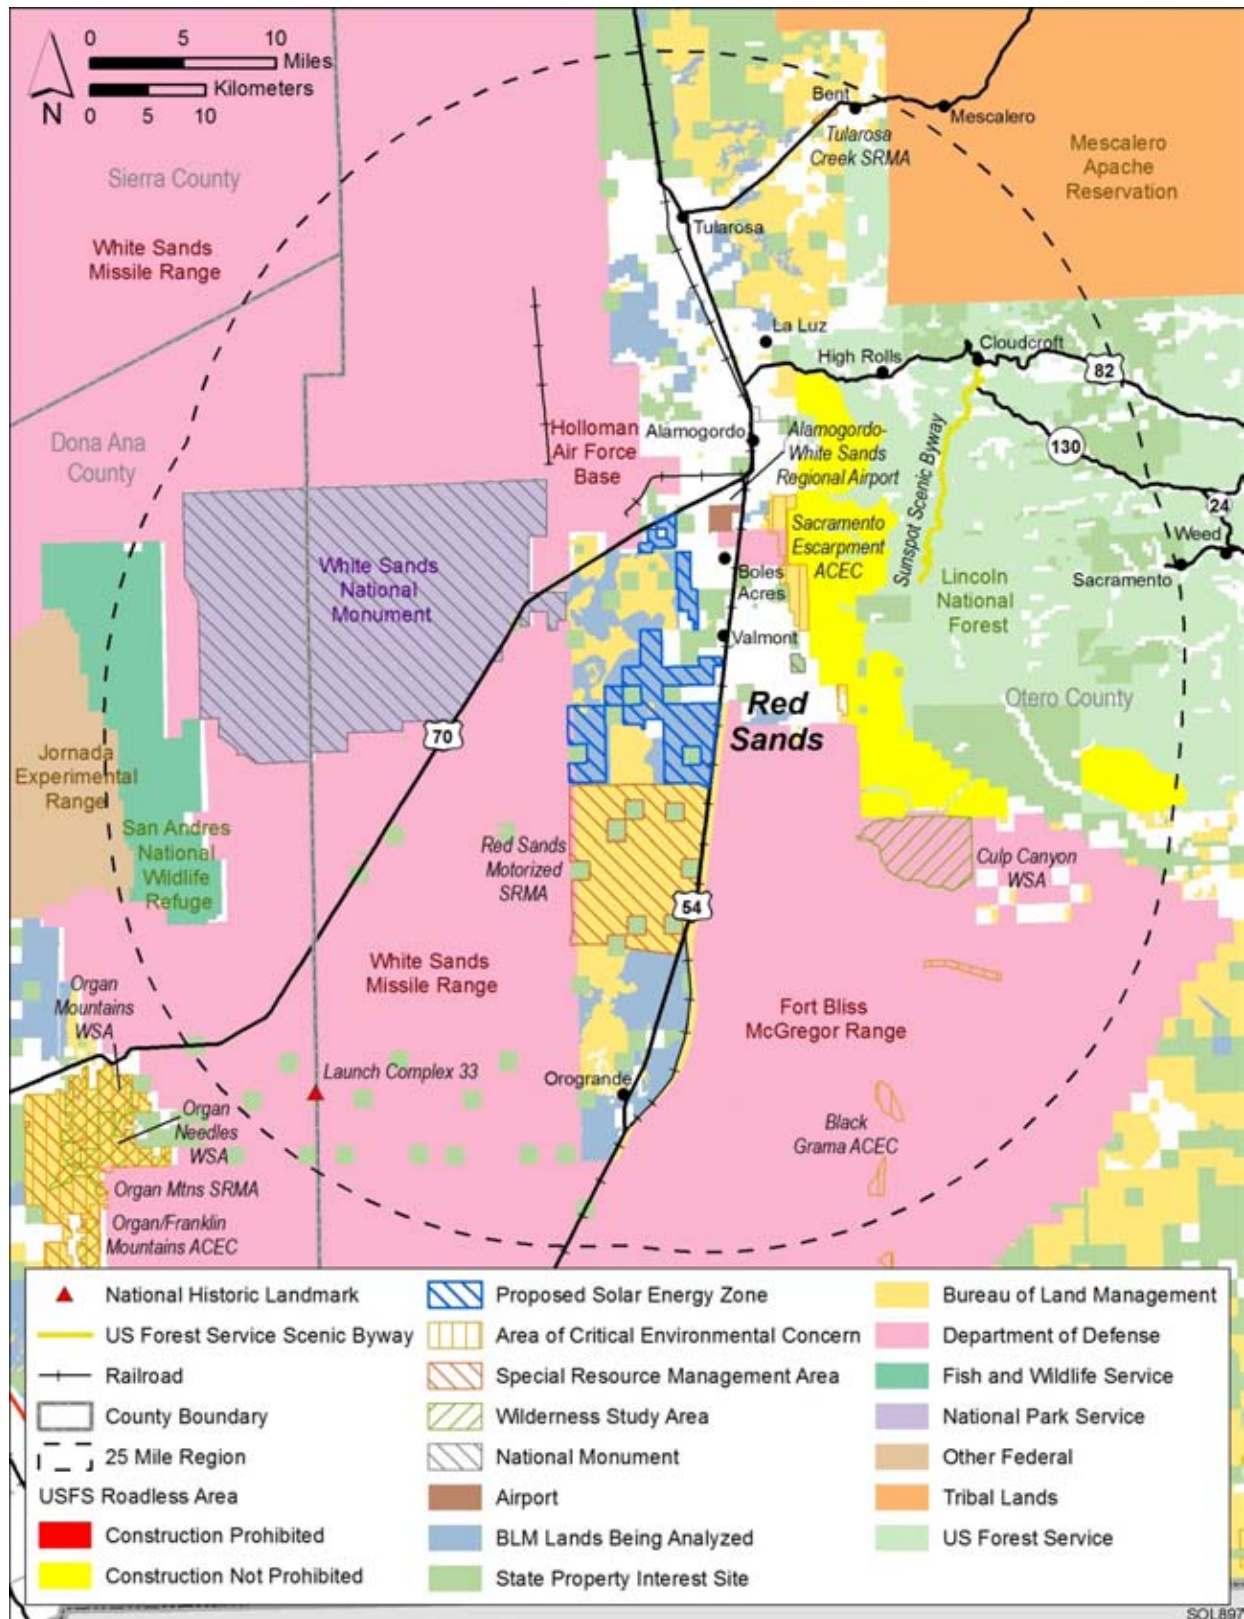 0 5 10
Miles
Kilometers
0 5 10
N
Sierra County
White Sands
Missile Range
Bent
Mescalero
Tularosa
Creek SRMA
Mescalero
Apache
Reservation
Tularosa
La Luz
High Rolls
Cloudcroft
82
Dona Ana
County
Holloman
Air Force
Base
Alamogordo
Alamogordo-
White Sands
Regional Airport
130
Sunspot Scenic Byway
24
Weed
Sacramento
Sacramento
Escarpment
ACEC
White Sands
National
Monument
Boles
Acres
Lincoln
National
Forest
Valmont
Otero County
Red
Sands
70
Jornada
Experimental
Range
San Andres
National
Wildlife
Refuge
Red Sands
Motorized
SRMA
Culp Canyon
WSA
54
White Sands
Missile Range
Organ
Mountains
WSA
Fort Bliss
McGregor Range
Launch Complex 33
Orogrande
Organ
Needles
WSA
Black
Grama ACEC
Organ Mtns SRMA
Organ/Franklin
Mountains ACEC
National Historic Landmark
US Forest Service Scenic Byway
Railroad
County Boundary
25 Mile Region
USFS Roadless Area
Construction Prohibited
Construction Not Prohibited
Proposed Solar Energy Zone
Area of Critical Environmental Concern
Special Resource Management Area
Wilderness Study Area
National Monument
Airport
BLM Lands Being Analyzed
State Property Interest Site
Bureau of Land Management
Department of Defense
Fish and Wildlife Service
National Park Service
Other Federal
Tribal Lands
US Forest Service
SOL897